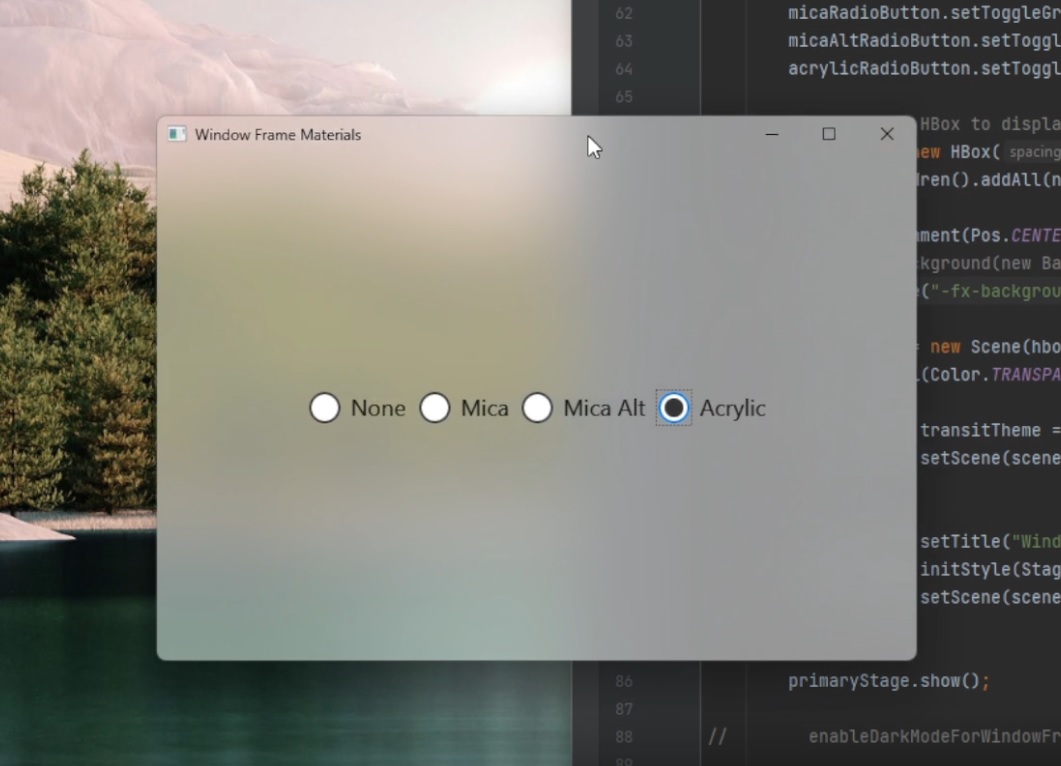 62 micaRadioButton.setToggleGr
63 micaAltRadioButton.setToggl
64 acrylicRadioButton.setToggl
65
Window Frame Materials
HBox to displa
new HBox( spacing
ren().addAll(n
ment(Pos.CENTE
kground(new Ba
("-fx-backgrou
= new Scene(hbo
(Color.TRANSPA
None Mica Mica Alt Acrylic
transitTheme =
setScene(scene
setTitle("Wind
initStyle(Stag
setScene(scene
86 primaryStage.show();
87
88 // enableDarkModeForWindowFr
89